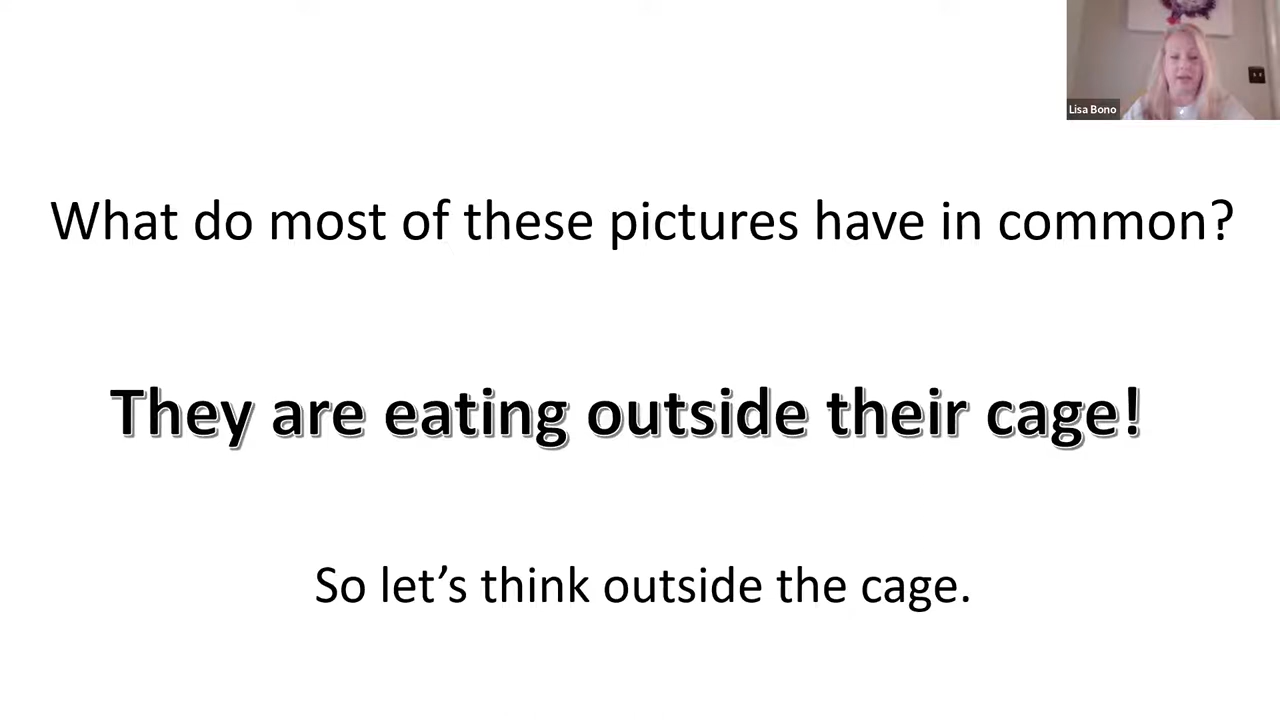 Lisa Bono
What do most of these pictures have in common?
They are eating outside their cage!
So let’s think outside the cage.